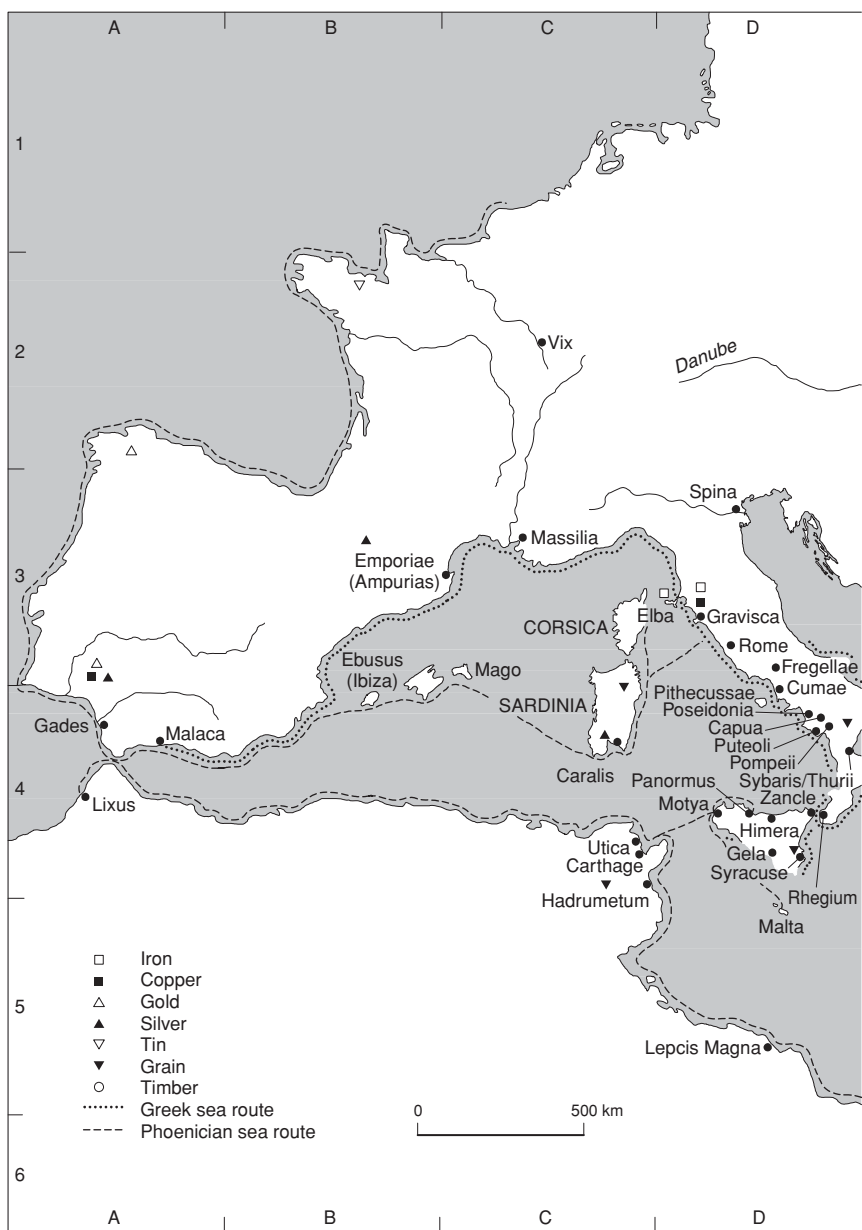 A
B
C
D
1
2
Vix
Danube
Spina
3
Massilia
Emporiae
(Ampurias)
Elba
Gravisca
CORSICA
Rome
Ebusus
(Ibiza)
Mago
Fregellae
Cumae
SARDINIA
Pithecussae
Poseidonia
Gades
Malaca
Capua
Puteoli
Pompeii
Caralis
Sybaris/Thurii
4
Lixus
Panormus
Zancle
Motya
Himera
Utica
Carthage
Gela
Syracuse
Hadrumetum
Rhegium
Malta
Iron
Copper
5
Gold
Silver
Tin
Lepcis Magna
Grain
Timber
Greek sea route
0
500 km
Phoenician sea route
6
A
B
C
D